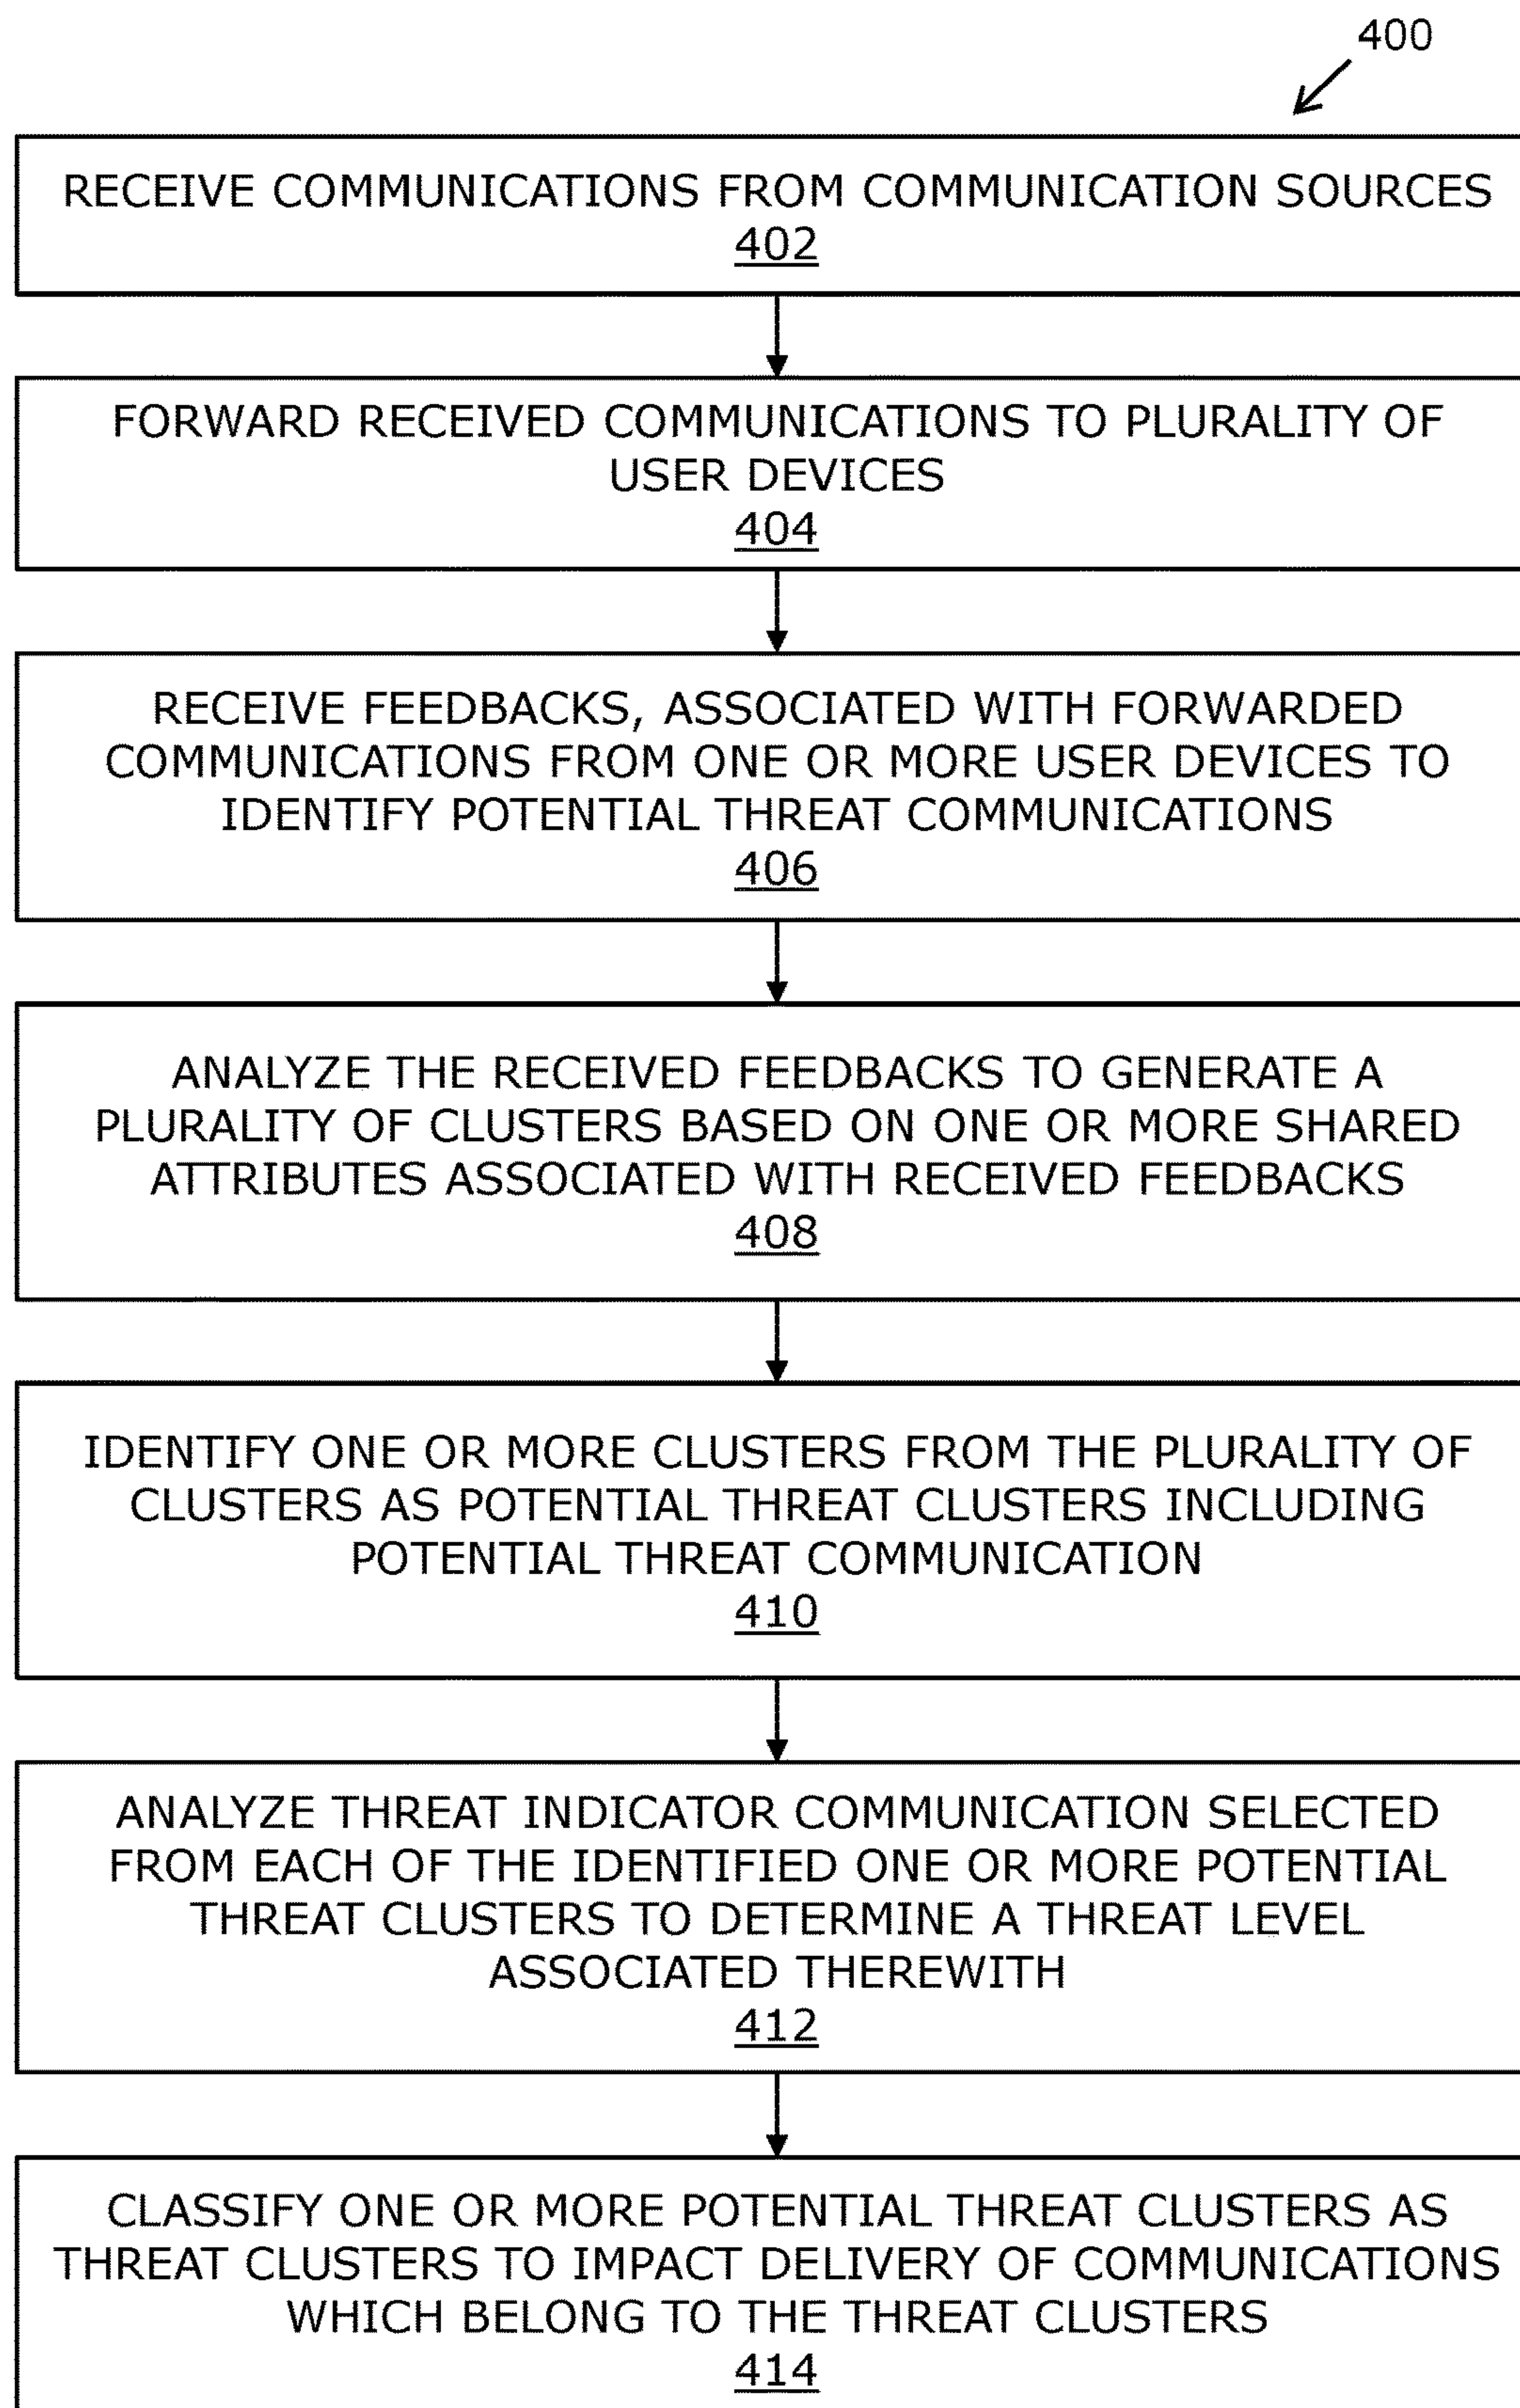 400
RECEIVE COMMUNICATIONS FROM COMMUNICATION SOURCES
402
FORWARD RECEIVED COMMUNICATIONS TO PLURALITY OF
USER DEVICES
404
RECEIVE FEEDBACKS, ASSOCIATED WITH FORWARDED
COMMUNICATIONS FROM ONE OR MORE USER DEVICES TO
IDENTIFY POTENTIAL THREAT COMMUNICATIONS
406
ANALYZE THE RECEIVED FEEDBACKS TO GENERATE A
PLURALITY OF CLUSTERS BASED ON ONE OR MORE SHARED
ATTRIBUTES ASSOCIATED WITH RECEIVED FEEDBACKS
408
IDENTIFY ONE OR MORE CLUSTERS FROM THE PLURALITY OF
CLUSTERS AS POTENTIAL THREAT CLUSTERS INCLUDING
POTENTIAL THREAT COMMUNICATION
410
ANALYZE THREAT INDICATOR COMMUNICATION SELECTED
FROM EACH OF THE IDENTIFIED ONE OR MORE POTENTIAL
THREAT CLUSTERS TO DETERMINE A THREAT LEVEL
ASSOCIATED THEREWITH
412
CLASSIFY ONE OR MORE POTENTIAL THREAT CLUSTERS AS
THREAT CLUSTERS TO IMPACT DELIVERY OF COMMUNICATIONS
WHICH BELONG TO THE THREAT CLUSTERS
414